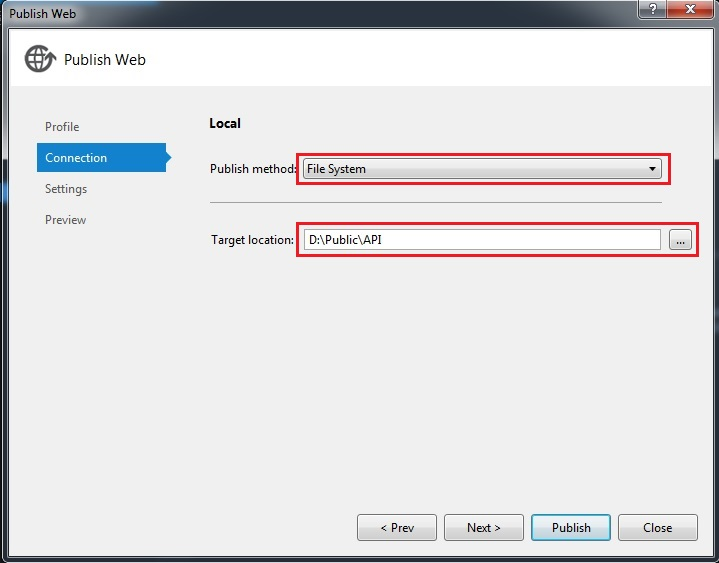 Publish Web
?
Publish Web
Profile
Connection
Settings
Preview
Local
Publish method:
File System
Target location:
D:\Public\API
...
< Prev
Next >
Publish
Close